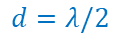 d = λ/2